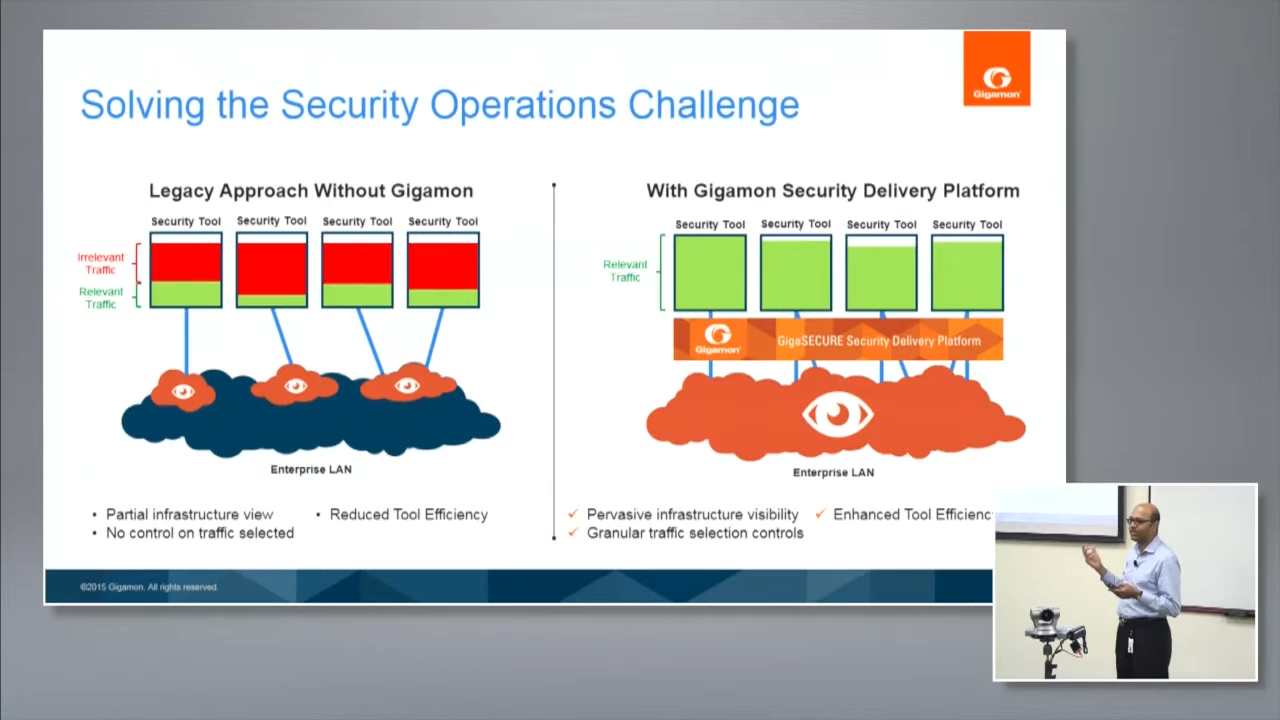 Gigamon
Solving the Security Operations Challenge
Legacy Approach Without Gigamon
Security Tool
Security Tool
Security Tool
Security Tool
Irrelevant
Traffic
Relevant
Traffic
Enterprise LAN
• Partial infrastructure view
• No control on traffic selected
• Reduced Tool Efficiency
With Gigamon Security Delivery Platform
Security Tool
Security Tool
Security Tool
Security Tool
Relevant
Traffic
Gigamon
GigaSECURE Security Delivery Platform
Enterprise LAN
✓ Pervasive infrastructure visibility
✓ Granular traffic selection controls
✓ Enhanced Tool Efficienc
©2015 Gigamon. All rights reserved.